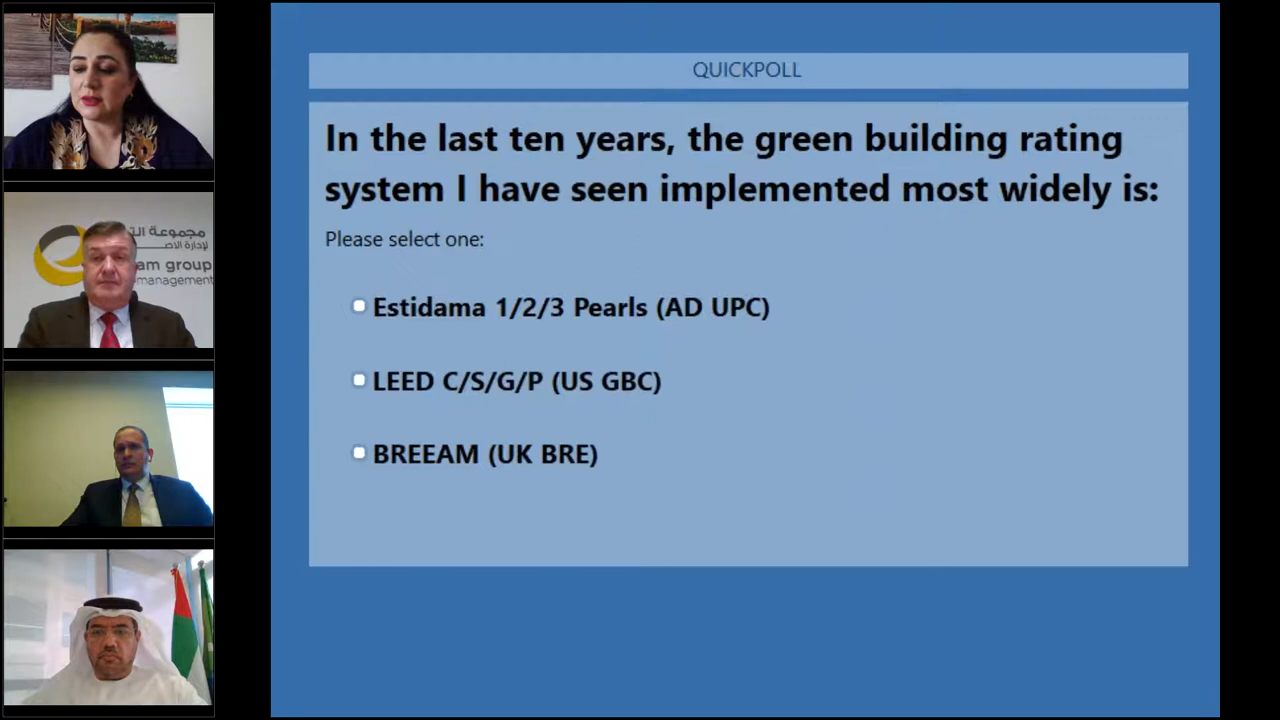 QUICKPOLL
In the last ten years, the green building rating
system I have seen implemented most widely is:
Please select one:
Estidama 1/2/3 Pearls (AD UPC)
LEED C/S/G/P (US GBC)
BREEAM (UK BRE)
مجموعة
لإدارة
am group
management